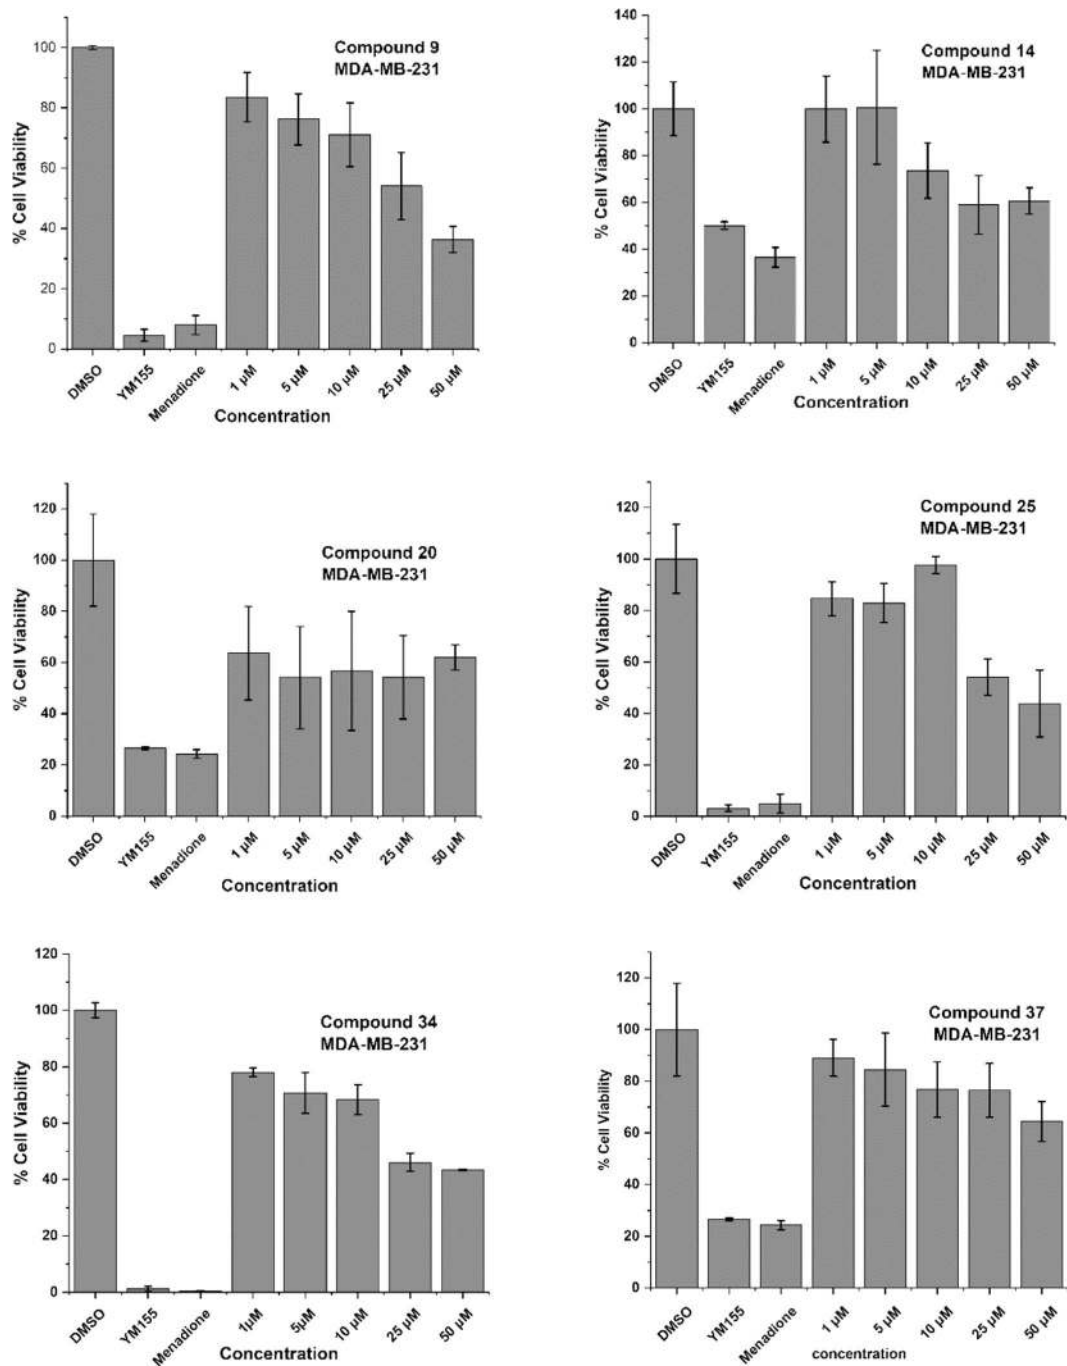 Compound 9
MDA-MB-231
% Cell Viability
100
80
60
40
20
0
DMSO
YM155
Menadione
1 µM
5 µM
10 µM
25 µM
50 µM
Concentration
Compound 14
MDA-MB-231
% Cell Viability
140
120
100
80
60
40
20
0
DMSO
YM155
Menadione
1 µM
5 µM
10 µM
25 µM
50 µM
Concentration
Compound 20
MDA-MB-231
% Cell Viability
120
100
80
60
40
20
0
DMSO
YM155
Menadione
1 µM
5 µM
10 µM
25 µM
50 µM
Concentration
Compound 25
MDA-MB-231
% Cell Viability
120
100
80
60
40
20
0
DMSO
YM155
Menadione
1 µM
5 µM
10 µM
25 µM
50 µM
Concentration
Compound 34
MDA-MB-231
% Cell Viability
120
100
80
60
40
20
0
DMSO
YM155
Menadione
1µM
5µM
10 µM
25 µM
50 µM
Concentration
Compound 37
MDA-MB-231
% Cell Viability
120
100
80
60
40
20
0
DMSO
YM155
Menadione
1 µM
5 µM
10 µM
25 µM
50 µM
concentration